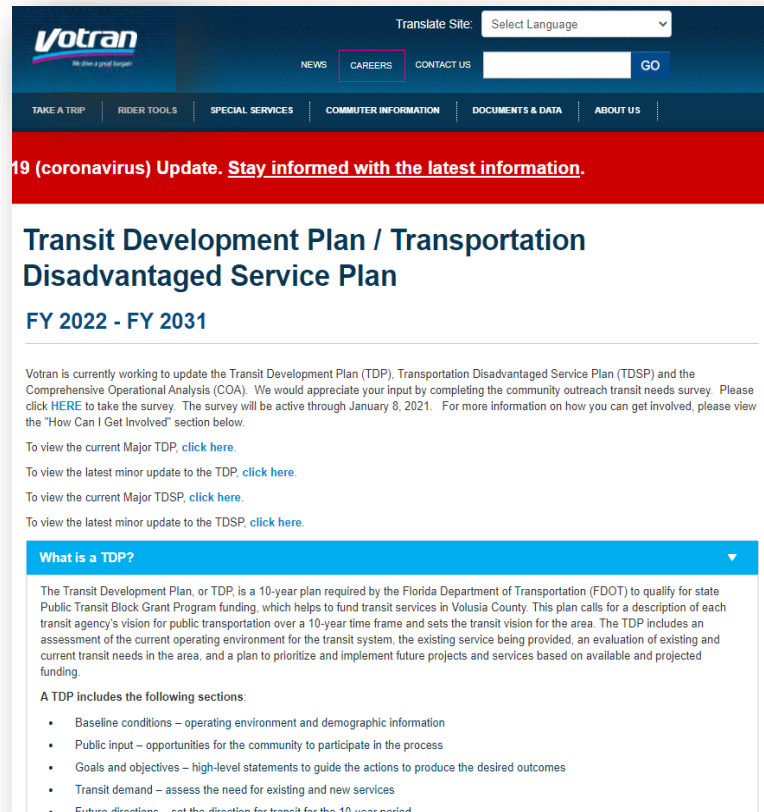 Votran
We drive a great bargain
Translate Site: Select Language
NEWS CAREERS CONTACT US GO
TAKE A TRIP RIDER TOOLS SPECIAL SERVICES COMMUTER INFORMATION DOCUMENTS & DATA ABOUT US
19 (coronavirus) Update. Stay informed with the latest information.
Transit Development Plan / Transportation
Disadvantaged Service Plan
FY 2022 - FY 2031
Votran is currently working to update the Transit Development Plan (TDP), Transportation Disadvantaged Service Plan (TDSP) and the
Comprehensive Operational Analysis (COA). We would appreciate your input by completing the community outreach transit needs survey. Please
click HERE to take the survey. The survey will be active through January 8, 2021. For more information on how you can get involved, please view
the "How Can I Get Involved" section below.
To view the current Major TDP, click here.
To view the latest minor update to the TDP, click here.
To view the current Major TDSP, click here.
To view the latest minor update to the TDSP, click here.
What is a TDP?
The Transit Development Plan, or TDP, is a 10-year plan required by the Florida Department of Transportation (FDOT) to qualify for state
Public Transit Block Grant Program funding, which helps to fund transit services in Volusia County. This plan calls for a description of each
transit agency's vision for public transportation over a 10-year time frame and sets the transit vision for the area. The TDP includes an
assessment of the current operating environment for the transit system, the existing service being provided, an evaluation of existing and
current transit needs in the area, and a plan to prioritize and implement future projects and services based on available and projected
funding.
A TDP includes the following sections:
• Baseline conditions – operating environment and demographic information
• Public input – opportunities for the community to participate in the process
• Goals and objectives – high-level statements to guide the actions to produce the desired outcomes
• Transit demand – assess the need for existing and new services
• Future directions – set the direction for transit for the 10-year period